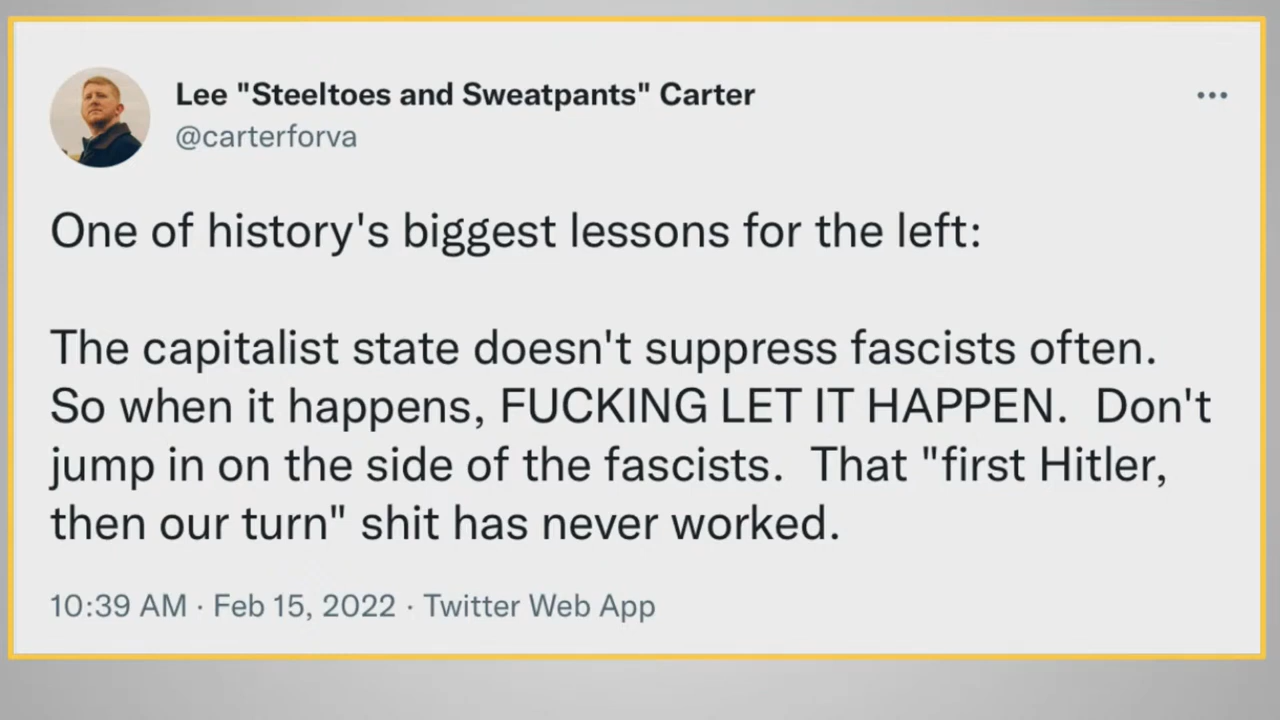 Lee "Steeltoes and Sweatpants" Carter
@carterforva
One of history's biggest lessons for the left:
The capitalist state doesn't suppress fascists often.
So when it happens, FUCKING LET IT HAPPEN.  Don't
jump in on the side of the fascists.  That "first Hitler,
then our turn" shit has never worked.
10:39 AM · Feb 15, 2022 · Twitter Web App